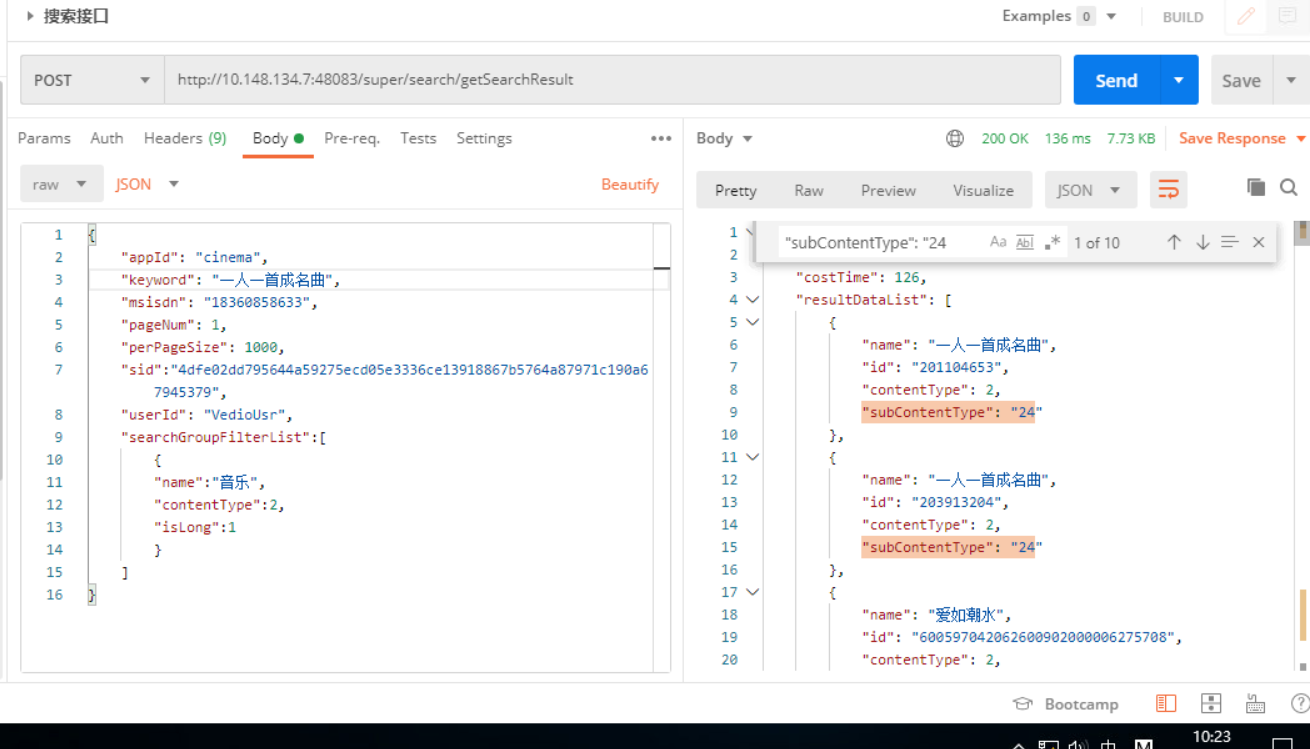 搜索接口
Examples 0 BUILD
POST http://10.148.134.7:48083/super/search/getSearchResult Send Save
Params Auth Headers (9) Body Pre-req. Tests Settings ••• Body 200 OK 136 ms 7.73 KB Save Response
raw JSON Beautify Pretty Raw Preview Visualize JSON
1 {
2 "appId": "cinema",
3 "keyword": "一人一首成名曲",
4 "msisdn": "18360858633",
5 "pageNum": 1,
6 "perPageSize": 1000,
7 "sid":"4dfe02dd795644a59275ecd05e3336ce13918867b5764a87971c190a6
7945379",
8 "userId": "VedioUsr",
9 "searchGroupFilterList":[
10 {
11 "name":"音乐",
12 "contentType":2,
13 "isLong":1
14 }
15 ]
16 }
"subContentType": "24 Aa Abl .* 1 of 10
1
2
3 "costTime": 126,
4 "resultDataList": [
5 {
6 "name": "一人一首成名曲",
7 "id": "201104653",
8 "contentType": 2,
9 "subContentType": "24"
10 },
11 {
12 "name": "一人一首成名曲",
13 "id": "203913204",
14 "contentType": 2,
15 "subContentType": "24"
16 },
17 {
18 "name": "爱如潮水",
19 "id": "600597042062600902000006275708",
20 "contentType": 2,
Bootcamp
中 M 10:23